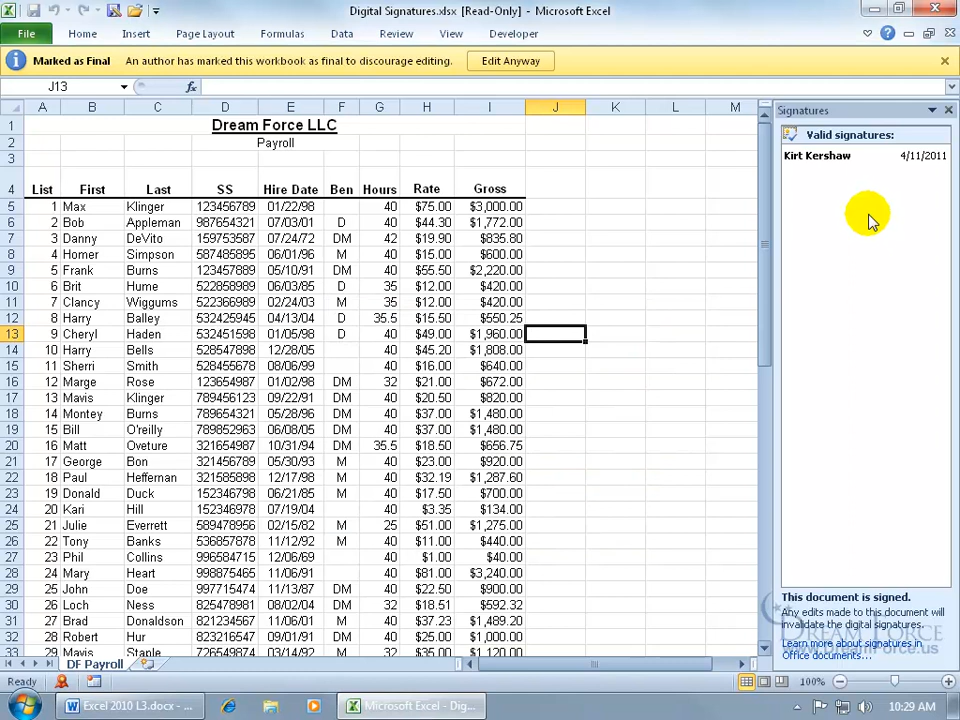 Digital Signatures.xlsx [Read-Only] - Microsoft Excel
File Home Insert Page Layout Formulas Data Review View Developer
Marked as Final An author has marked this workbook as final to discourage editing. Edit Anyway
J13 fx
A B C D E F G H I J K L M
Signatures
Valid signatures:
Kirt Kershaw 4/11/2011
1 Dream Force LLC
2 Payroll
3
4 List First Last SS Hire Date Ben Hours Rate Gross
5 1 Max Klinger 123456789 01/22/98 40 $75.00 $3,000.00
6 2 Bob Appleman 987654321 07/03/01 D 40 $44.30 $1,772.00
7 3 Danny DeVito 159753587 07/24/72 DM 42 $19.90 $835.80
8 4 Homer Simpson 587485895 06/01/96 M 40 $15.00 $600.00
9 5 Frank Burns 123457889 05/10/91 DM 40 $55.50 $2,220.00
10 6 Brit Hume 522858989 06/03/85 D 35 $12.00 $420.00
11 7 Clancy Wiggums 522366989 02/24/03 M 35 $12.00 $420.00
12 8 Harry Balley 532425945 04/13/04 D 35.5 $15.50 $550.25
13 9 Cheryl Haden 532451598 01/05/98 D 40 $49.00 $1,960.00
14 10 Harry Bells 528547898 12/28/05 40 $45.20 $1,808.00
15 11 Sherri Smith 528455678 08/06/99 40 $16.00 $640.00
16 12 Marge Rose 123654987 01/02/98 DM 32 $21.00 $672.00
17 13 Mavis Klinger 789456123 09/22/91 DM 40 $20.50 $820.00
18 14 Montey Burns 789654321 05/28/96 DM 40 $37.00 $1,480.00
19 15 Bill O'reilly 789852963 06/08/05 DM 40 $37.00 $1,480.00
20 16 Matt Oveture 321654987 10/31/94 DM 35.5 $18.50 $656.75
21 17 George Bon 321456789 05/30/93 M 40 $23.00 $920.00
22 18 Paul Heffernan 321585898 12/17/98 M 40 $32.19 $1,287.60
23 19 Donald Duck 152346798 06/21/85 M 40 $17.50 $700.00
24 20 Kari Hill 152346978 07/19/04 40 $3.35 $134.00
25 21 Julie Everrett 589478956 02/15/82 M 25 $51.00 $1,275.00
26 22 Tony Banks 536857878 11/12/92 M 40 $11.00 $440.00
27 23 Phil Collins 996584715 12/06/69 40 $1.00 $40.00
28 24 Mary Heart 998875465 11/06/91 40 $81.00 $3,240.00
29 25 John Doe 997715474 11/13/87 DM 40 $22.50 $900.00
30 26 Loch Ness 825478981 08/02/04 DM 32 $18.51 $592.32
31 27 Brad Donaldson 821234567 11/06/01 M 40 $37.23 $1,489.20
32 28 Robert Hur 823216547 09/01/91 DM 40 $25.00 $1,000.00
33 29 Mavis Staple 726549874 03/14/92 M 32 $35.00 $1,120.00
This document is signed.
Any edits made to this document will
invalidate the digital signatures.
Learn more about signatures in
Office documents...
DREAM FORCE
www.DreamForce.us
DF Payroll
Ready 100%
Excel 2010 L3.docx - ... Microsoft Excel - Dig... 10:29 AM